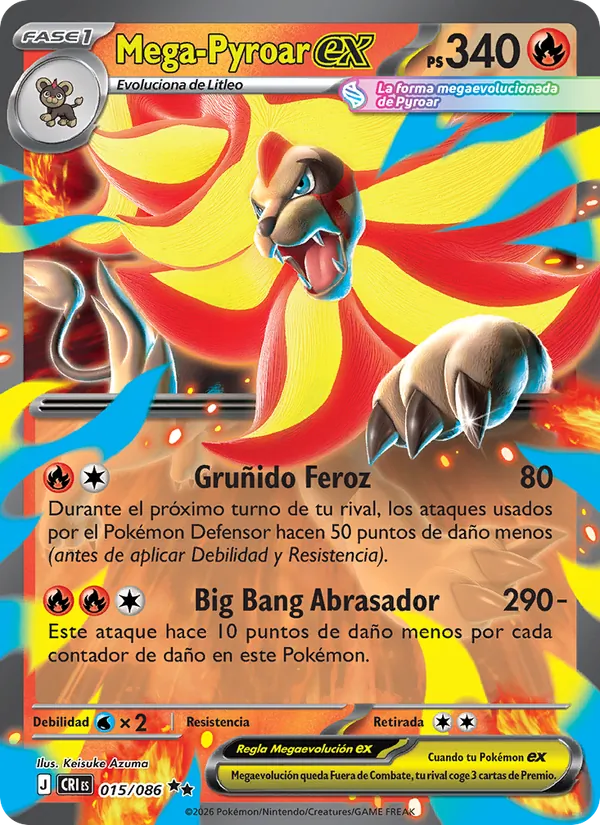 FASE 1
Mega-Pyroar ex
PS 340
Evoluciona de Litleo
La forma megaevolucionada
de Pyroar
Gruñido Feroz 80
Durante el próximo turno de tu rival, los ataques usados
por el Pokémon Defensor hacen 50 puntos de daño menos
(antes de aplicar Debilidad y Resistencia).
Big Bang Abrasador 290-
Este ataque hace 10 puntos de daño menos por cada
contador de daño en este Pokémon.
Debilidad × 2 Resistencia Retirada
Ilus. Keisuke Azuma
Regla Megaevolución ex Cuando tu Pokémon ex
Megaevolución queda Fuera de Combate, tu rival coge 3 cartas de Premio.
J CRI ES 015/086
©2026 Pokémon/Nintendo/Creatures/GAME FREAK